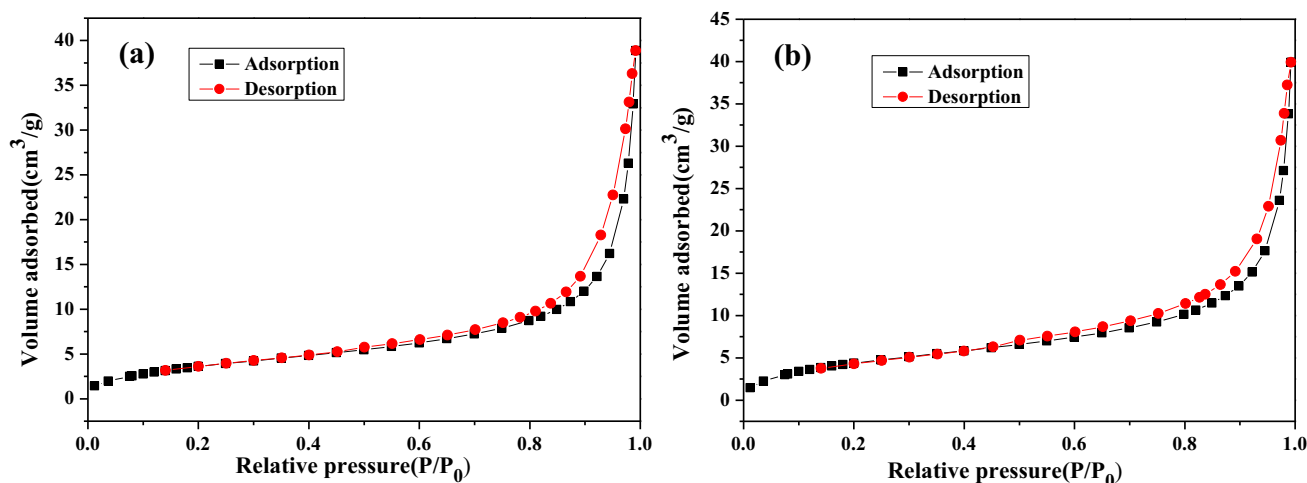 (a)
Adsorption
Desorption
Volume adsorbed(cm³/g)
40
35
30
25
20
15
10
5
0
0.0 0.2 0.4 0.6 0.8 1.0
Relative pressure(P/P₀)
(b)
Adsorption
Desorption
Volume adsorbed(cm³/g)
45
40
35
30
25
20
15
10
5
0
0.0 0.2 0.4 0.6 0.8 1.0
Relative pressure(P/P₀)